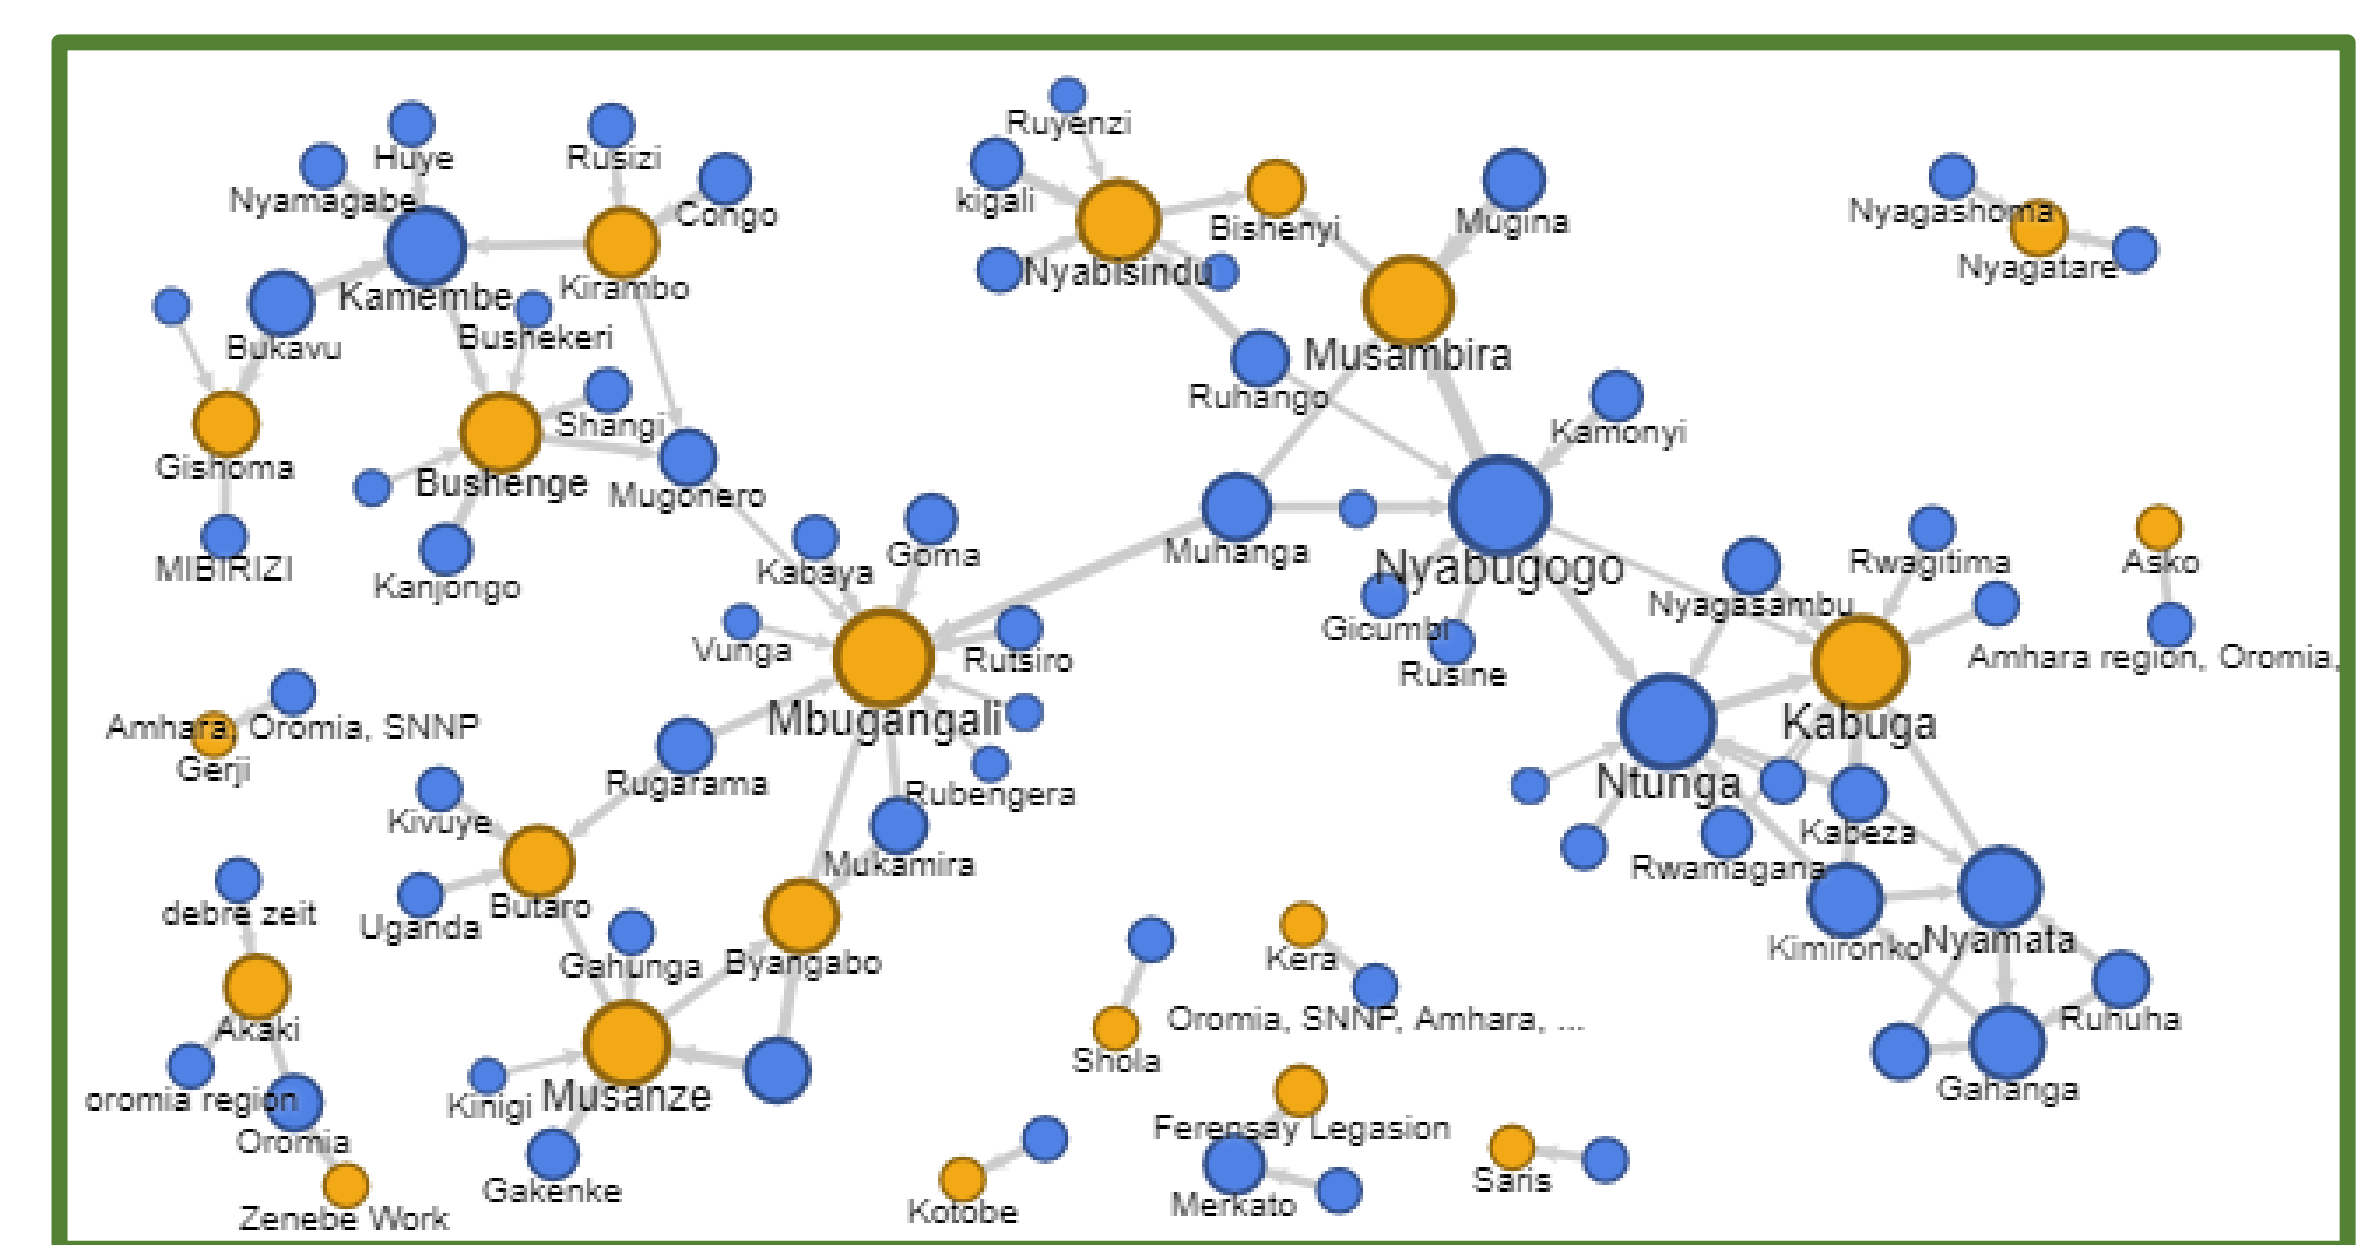 Ruyenzi
Huye
Rusizi
Nyamagabe
Congo
kigali
Bishenyi
Mugina
Nyagashoma
Nyagatare
Nyabisindu
Kamembe
Kirambo
Bukavu
Bushekeri
Musambira
Ruhango
Shangi
Kamonyi
Gishoma
Bushenge
Mugonero
MIBIRIZI
Kanjongo
Kabaya
Goma
Muhanga
Nyabugogo
Rwagitima
Asko
Nyagasambu
Gicumbi
Vunga
Rutsiro
Rusine
Amhara region, Oromia,
Amhara, Oromia, SNNP
Gerji
Mbugangali
Kabuga
Rugarama
Rubengera
Ntunga
Kivuye
Mukamira
Kabeza
Rwamagana
debre zeit
Uganda
Butaro
Gahunga
Byangabo
Kera
Kimironko
Nyamata
Akaki
Oromia, SNNP, Amhara, ...
Ruhuha
Shola
oromia region
Kinigi
Musanze
Gahanga
Oromia
Ferensay Legasion
Gakenke
Saris
Zenebe Work
Kotobe
Merkato